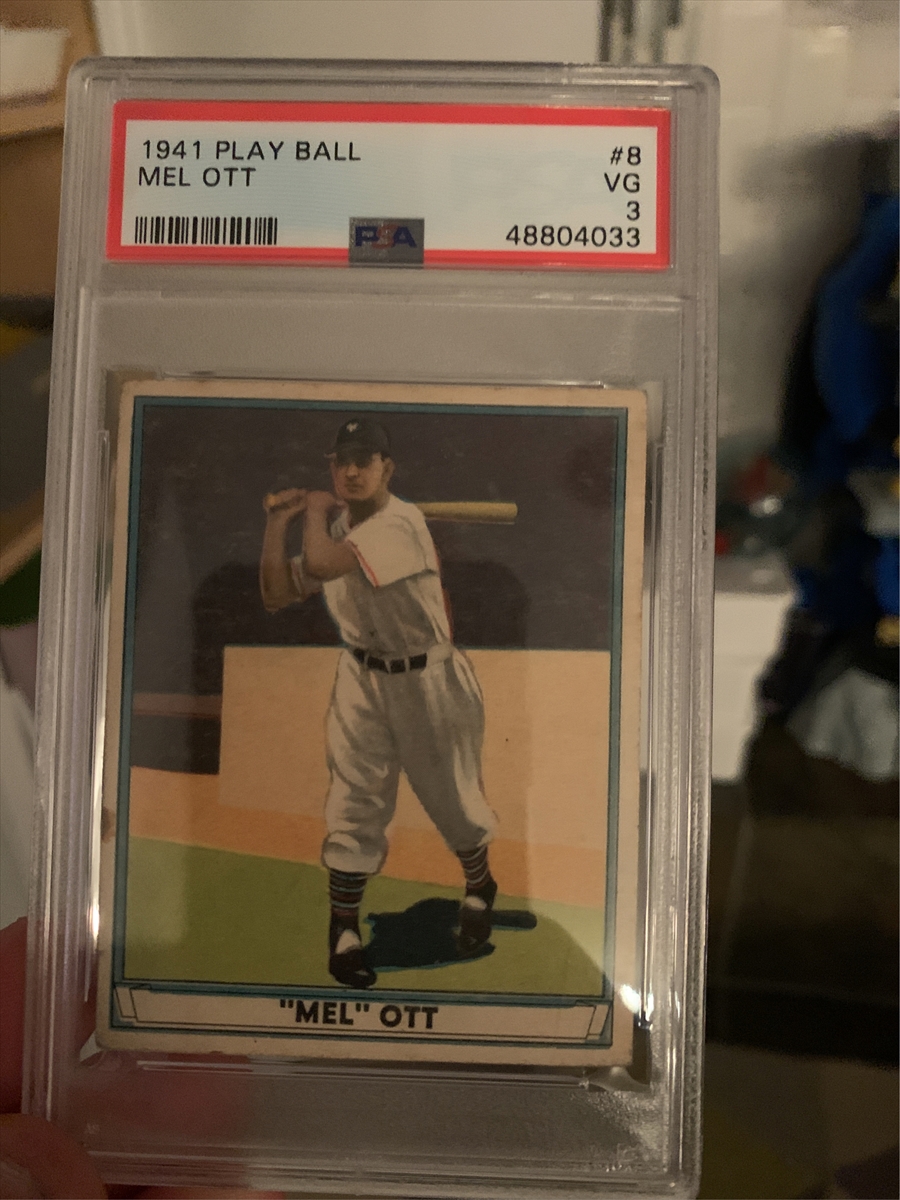 1941 PLAY BALL
#8
MEL OTT
VG
3
PSA
48804033
"MEL" OTT